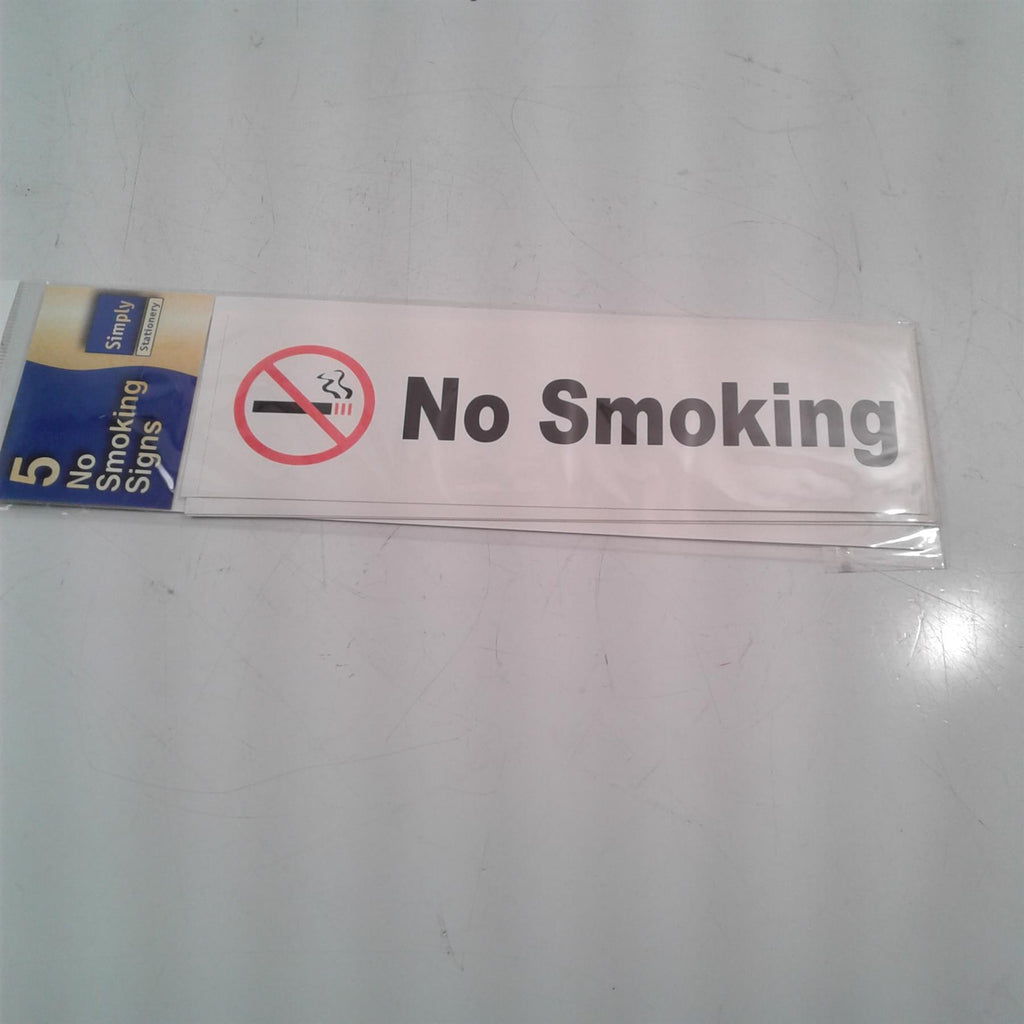 Simply
Stationery
5
No
Smoking
Signs
No Smoking